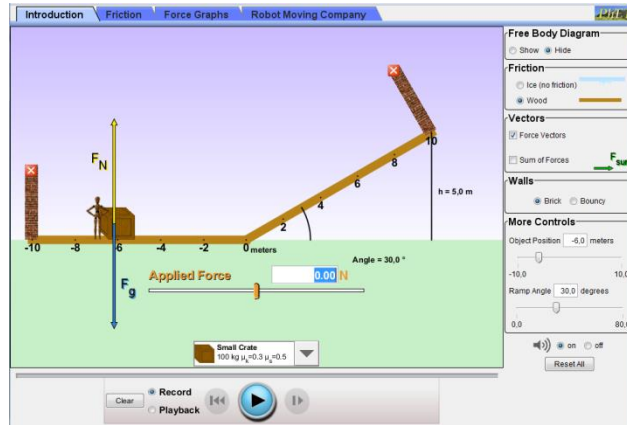 Introduction
Friction
Force Graphs
Robot Moving Company
PhET
Free Body Diagram
Show
Hide
Friction
Ice (no friction)
Wood
Vectors
Force Vectors
Sum of Forces
F sum
Walls
Brick
Bouncy
More Controls
Object Position -6,0 meters
-10,0 10,0
Ramp Angle 30,0 degrees
0,0 90,0
on
off
Reset All
F N
F g
-10 -8 -6 -4 -2 0 meters
2
4
6
8
10
h = 5,0 m
Angle = 30,0 °
Applied Force 0.00 N
Small Crate
100 kg μk=0.3 μs=0.5
Clear
Record
Playback